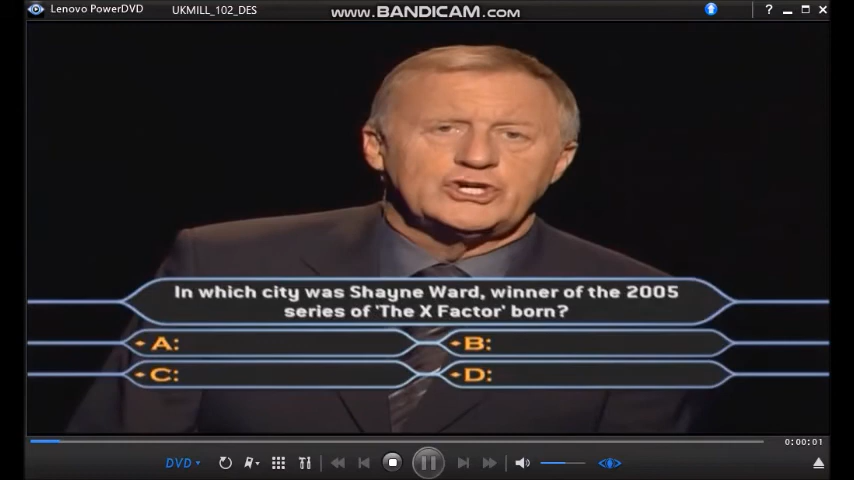 Lenovo PowerDVD
UKMILL_102_DES
www.BANDICAM.com
?
In which city was Shayne Ward, winner of the 2005
series of 'The X Factor' born?
A:
B:
C:
D:
0:00:01
DVD